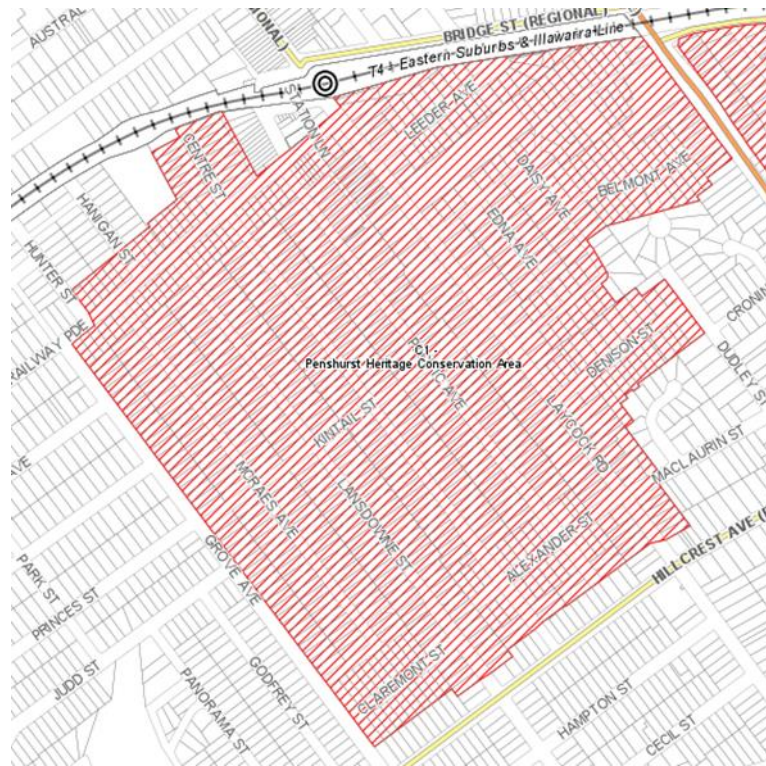 AUSTRAL
BRIDGE ST (REGIONAL)
IONAL)
T4 - Eastern Suburbs & Illawarra Line
STATION LN
LEEDER AVE
CENTRE ST
DAISY AVE
BELMONT AVE
HANIGAN ST
EDNA AVE
HUNTER ST
CRONIN
RAILWAY PDE
DENISON ST
DUDLEY ST
C1 -
Penshurst Heritage Conservation Area
KINTAIL ST
LAYCOCK RD
MACLAURIN ST
AVE
MCRAES AVE
LANSDOWNE ST
ALEXANDER ST
HILLCREST AVE (R
GROVE AVE
PARK ST
PRINCES ST
JUDD ST
GODFREY ST
PANORAMA ST
CLAREMONT ST
HAMPTON ST
CECIL ST